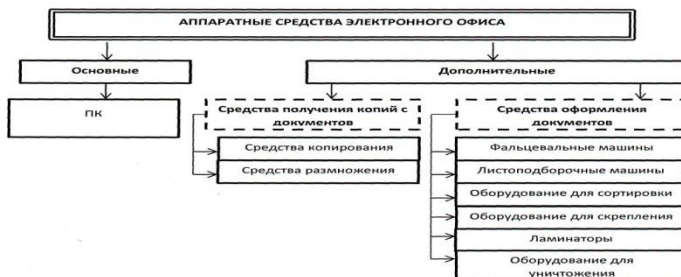 АППАРАТНЫЕ СРЕДСТВА ЭЛЕКТРОННОГО ОФИСА
Основные
Дополнительные
ПК
Средства получения копий с
документов
Средства оформления
документов
Средства копирования
Средства размножения
Фальцевальные машины
Листоподборочные машины
Оборудование для сортировки
Оборудование для скрепления
Ламинаторы
Оборудование для
уничтожения